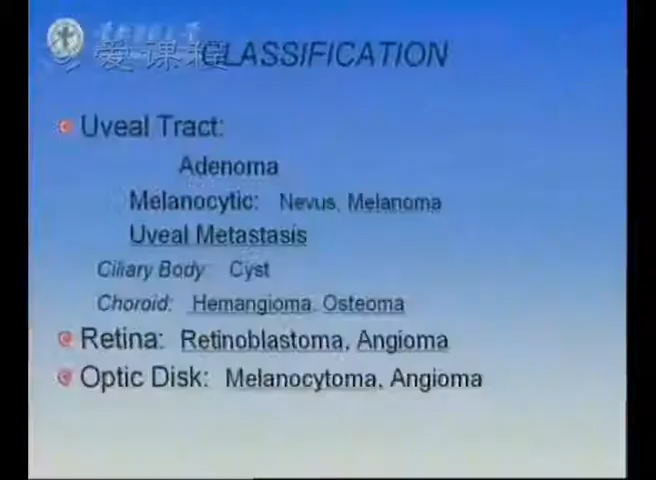 爱课程
CLASSIFICATION
Uveal Tract:
Adenoma
Melanocytic: Nevus, Melanoma
Uveal Metastasis
Ciliary Body: Cyst
Choroid: Hemangioma, Osteoma
Retina: Retinoblastoma, Angioma
Optic Disk: Melanocytoma, Angioma